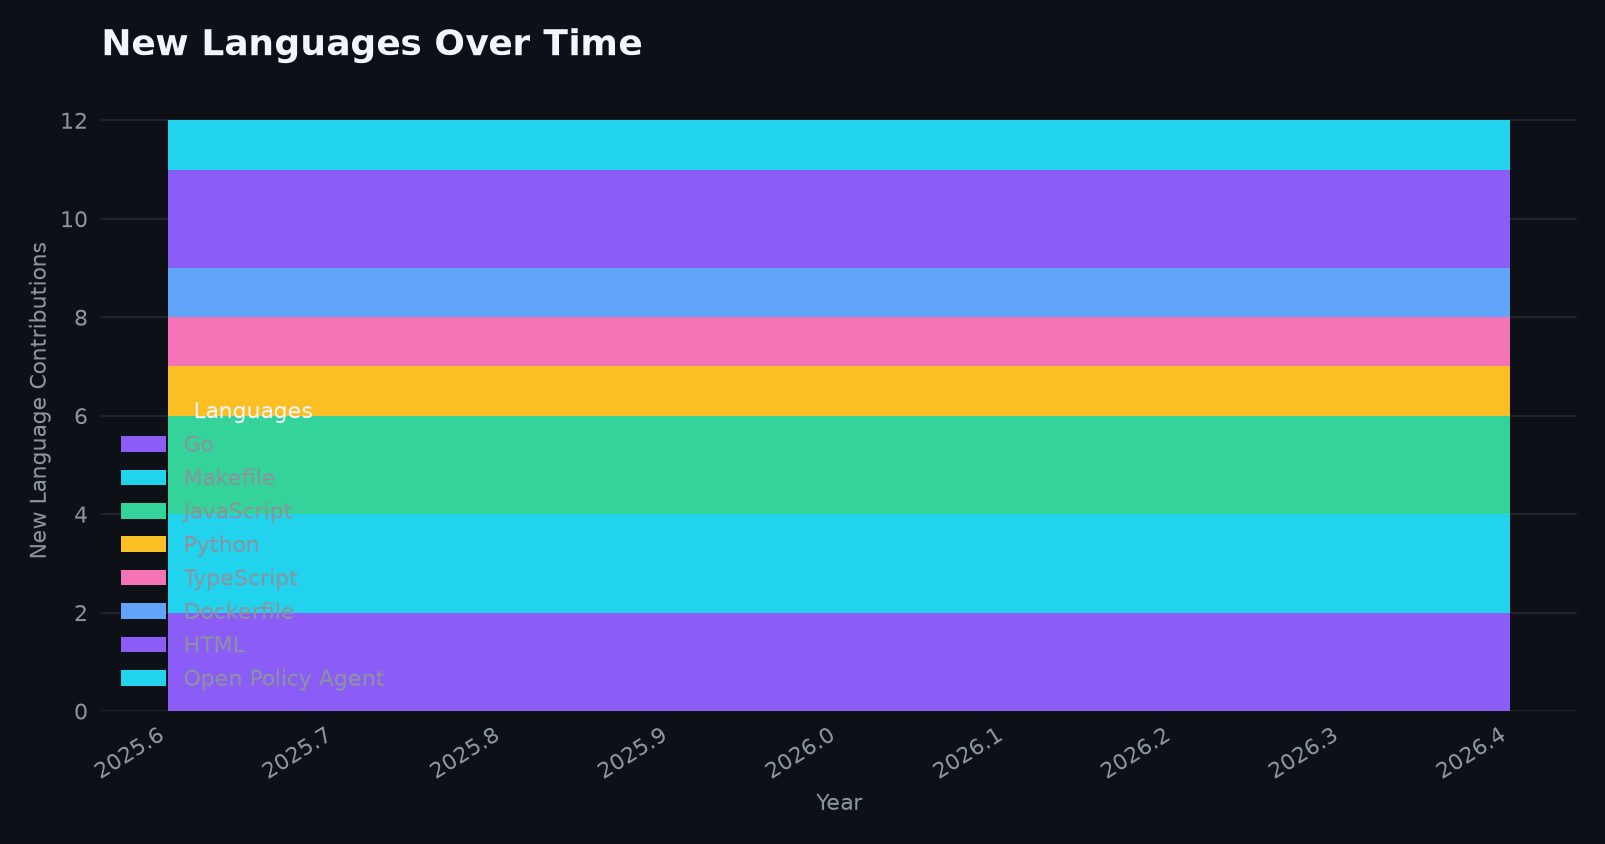 New Languages Over Time
12
10
8
6
4
2
0
New Language Contributions
Languages
Go
Makefile
JavaScript
Python
TypeScript
Dockerfile
HTML
Open Policy Agent
2025.6
2025.7
2025.8
2025.9
2026.0
2026.1
2026.2
2026.3
2026.4
Year